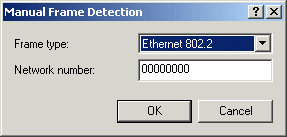 Manual Frame Detection
Frame type: Ethernet 802.2
Network number: 00000000
OK Cancel